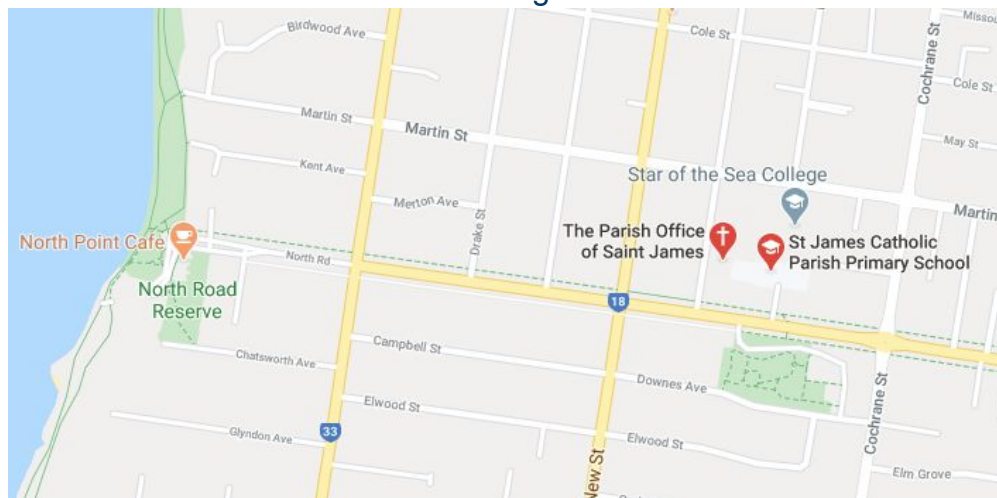 Birdwood Ave
Cole St
Missou
Cochrane St
Cole St
Martin St
Martin St
May St
Kent Ave
Star of the Sea College
Merton Ave
Martin
Drake St
The Parish Office
of Saint James
St James Catholic
Parish Primary School
North Point Cafe
North Rd
North Road
Reserve
18
Chatsworth Ave
Campbell St
Downes Ave
Cochrane St
Elwood St
Glyndon Ave
33
Elwood St
New St
Elm Grove